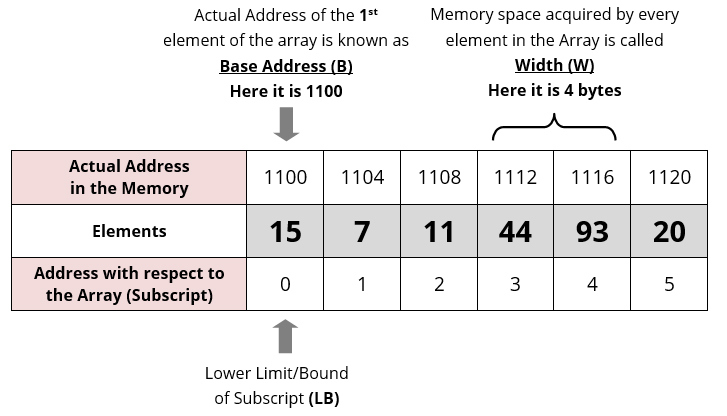 Actual Address of the 1st
element of the array is known as
Base Address (B)
Here it is 1100
Memory space acquired by every
element in the Array is called
Width (W)
Here it is 4 bytes
Actual Address
in the Memory
1100 1104 1108 1112 1116 1120
Elements
15 7 11 44 93 20
Address with respect to
the Array (Subscript)
0 1 2 3 4 5
Lower Limit/Bound
of Subscript (LB)